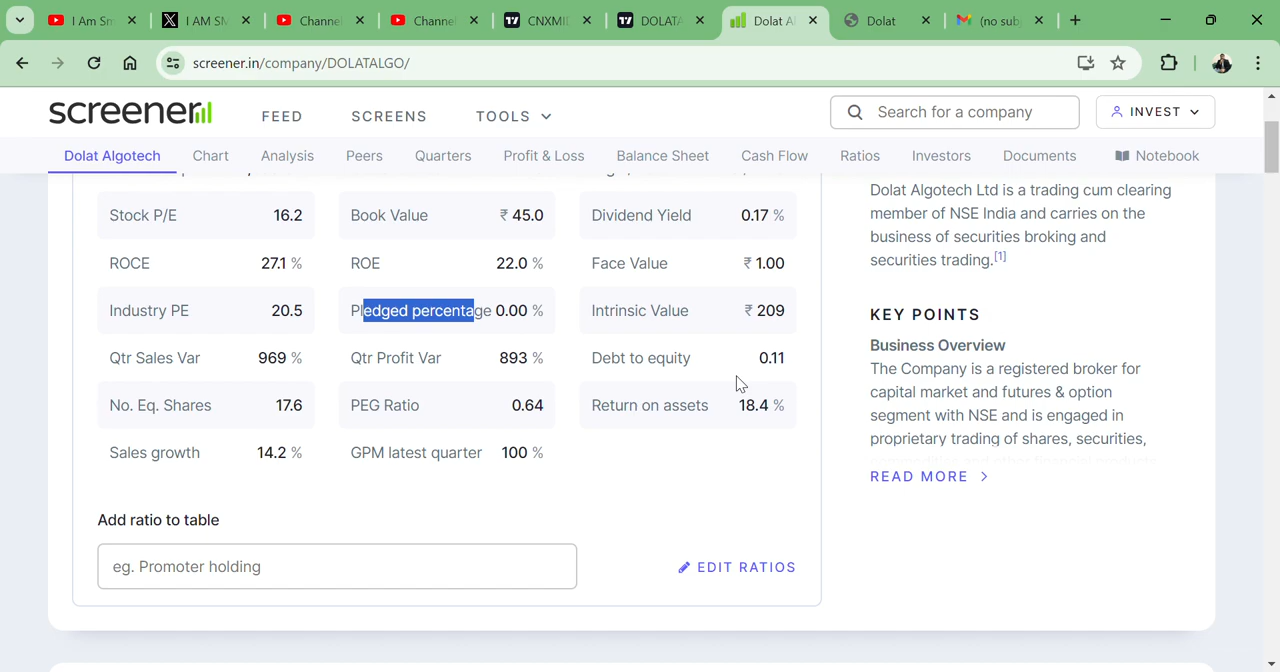 I Am Sm
I AM SM
Channel
Channel
CNXMI
DOLATA
Dolat Al
Dolat
(no sub
screener.in/company/DOLATALGO/
screener
FEED
SCREENS
TOOLS
Search for a company
INVEST
Dolat Algotech
Chart
Analysis
Peers
Quarters
Profit & Loss
Balance Sheet
Cash Flow
Ratios
Investors
Documents
Notebook
Stock P/E 16.2
Book Value ₹ 45.0
Dividend Yield 0.17 %
ROCE 27.1 %
ROE 22.0 %
Face Value ₹ 1.00
Industry PE 20.5
Pledged percentage 0.00 %
Intrinsic Value ₹ 209
Qtr Sales Var 969 %
Qtr Profit Var 893 %
Debt to equity 0.11
No. Eq. Shares 17.6
PEG Ratio 0.64
Return on assets 18.4 %
Sales growth 14.2 %
GPM latest quarter 100 %
Add ratio to table
eg. Promoter holding
EDIT RATIOS
Dolat Algotech Ltd is a trading cum clearing
member of NSE India and carries on the
business of securities broking and
securities trading.[1]
KEY POINTS
Business Overview
The Company is a registered broker for
capital market and futures & option
segment with NSE and is engaged in
proprietary trading of shares, securities,
READ MORE